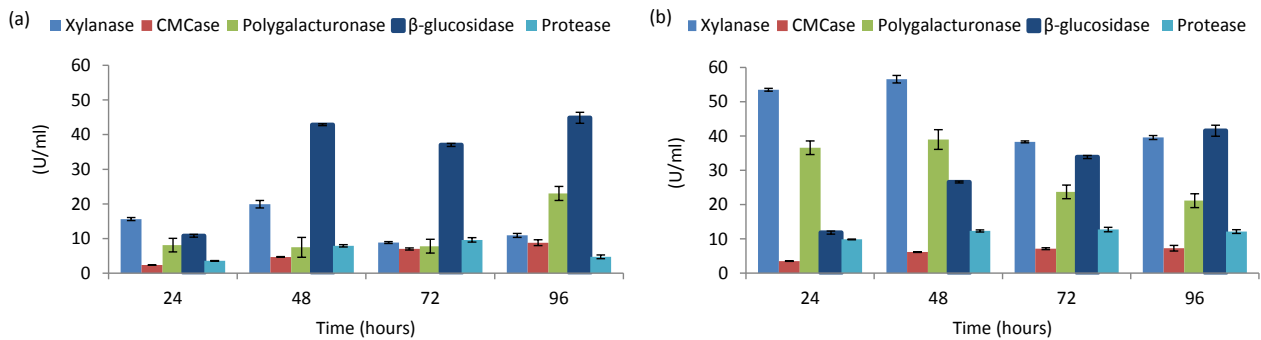 (a)
Xylanase CMCase Polygalacturonase β-glucosidase Protease
60
50
40
30
20
10
0
(U/ml)
24 48 72 96
Time (hours)
(b)
Xylanase CMCase Polygalacturonase β-glucosidase Protease
60
50
40
30
20
10
0
(U/ml)
24 48 72 96
Time (hours)